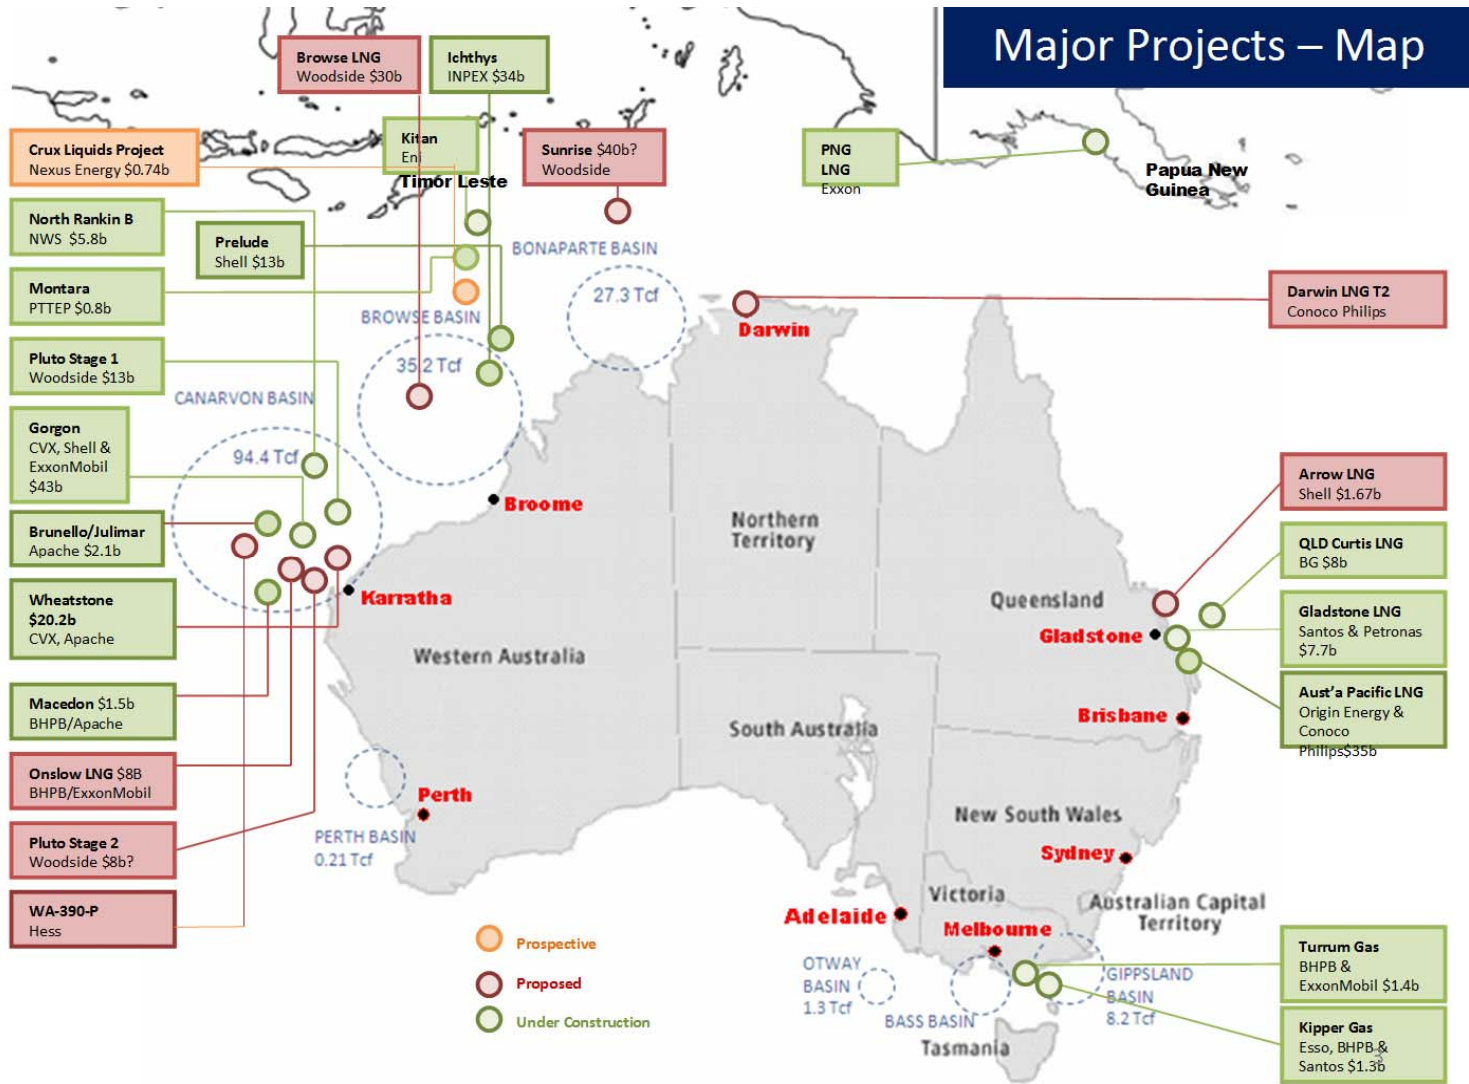 Major Projects – Map
Browse LNG
Woodside $30b
Ichthys
INPEX $34b
Crux Liquids Project
Nexus Energy $0.74b
Kitan
Eni
Timor Leste
Sunrise $40b?
Woodside
PNG
LNG
Exxon
Papua New
Guinea
North Rankin B
NWS $5.8b
Prelude
Shell $13b
BONAPARTE BASIN
27.3 Tcf
Montara
PTTEP $0.8b
BROWSE BASIN
35.2 Tcf
Darwin
Darwin LNG T2
Conoco Philips
Pluto Stage 1
Woodside $13b
CANARVON BASIN
94.4 Tcf
Gorgon
CVX, Shell &
ExxonMobil
$43b
Broome
Northern
Territory
Arrow LNG
Shell $1.67b
Brunello/Julimar
Apache $2.1b
QLD Curtis LNG
BG $8b
Wheatstone
$20.2b
CVX, Apache
Karratha
Queensland
Gladstone
Gladstone LNG
Santos & Petronas
$7.7b
Western Australia
Macedon $1.5b
BHPB/Apache
South Australia
Brisbane
Aust'a Pacific LNG
Origin Energy &
Conoco
Philips$35b
Onslow LNG $8B
BHPB/ExxonMobil
Perth
PERTH BASIN
0.21 Tcf
New South Wales
Sydney
Pluto Stage 2
Woodside $8b?
WA-390-P
Hess
Victoria
Adelaide
Melbourne
Australian Capital
Territory
Prospective
Proposed
Under Construction
OTWAY
BASIN
1.3 Tcf
BASS BASIN
GIPPSLAND
BASIN
8.2 Tcf
Tasmania
Turrum Gas
BHPB &
ExxonMobil $1.4b
Kipper Gas
Esso, BHPB &
Santos $1.3b
3